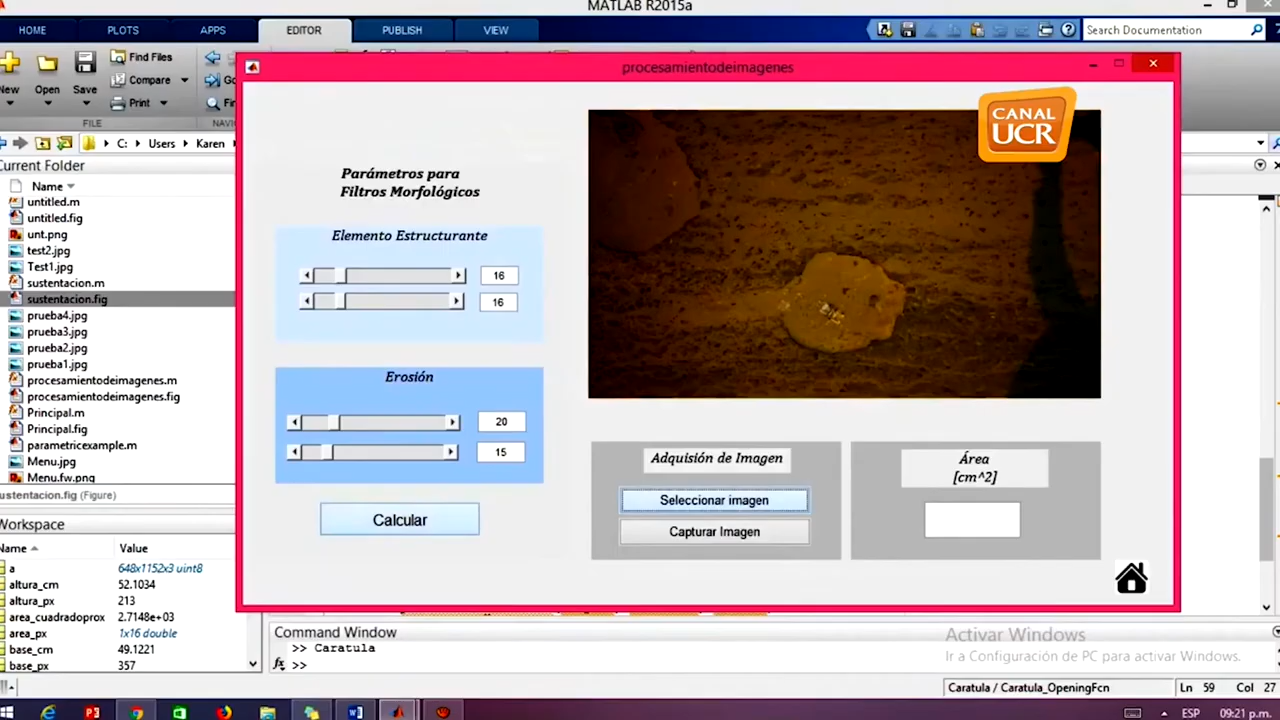 MATLAB R2015a
HOME
PLOTS
APPS
EDITOR
PUBLISH
VIEW
Search Documentation
New
Open
Save
Find Files
Compare
Print
FILE
C:
Users
Karen
Current Folder
Name
untitled.m
untitled.fig
unt.png
test2.jpg
Test1.jpg
sustentacion.m
sustentacion.fig
prueba4.jpg
prueba3.jpg
prueba2.jpg
prueba1.jpg
procesamientodeimagenes.m
procesamientodeimagenes.fig
Principal.m
Principal.fig
parametricexample.m
Menu.jpg
Menu.fw.png
sustentacion.fig (Figure)
Workspace
Name Value
a 648x1152x3 uint8
altura_cm 52.1034
altura_px 213
area_cuadradoprox 2.7148e+03
area_px 1x16 double
base_cm 49.1221
base_px 357
procesamientodeimagenes
CANAL
UCR
Parámetros para
Filtros Morfológicos
Elemento Estructurante
16
16
Erosión
20
15
Calcular
Adquisión de Imagen
Seleccionar imagen
Capturar Imagen
Área
[cm^2]
Command Window
>> Caratula
fx >>
Activar Windows
Ir a Configuración de PC para activar Windows.
Caratula / Caratula_OpeningFcn
Ln 59 Col 27
ESP 09:21 p.m.